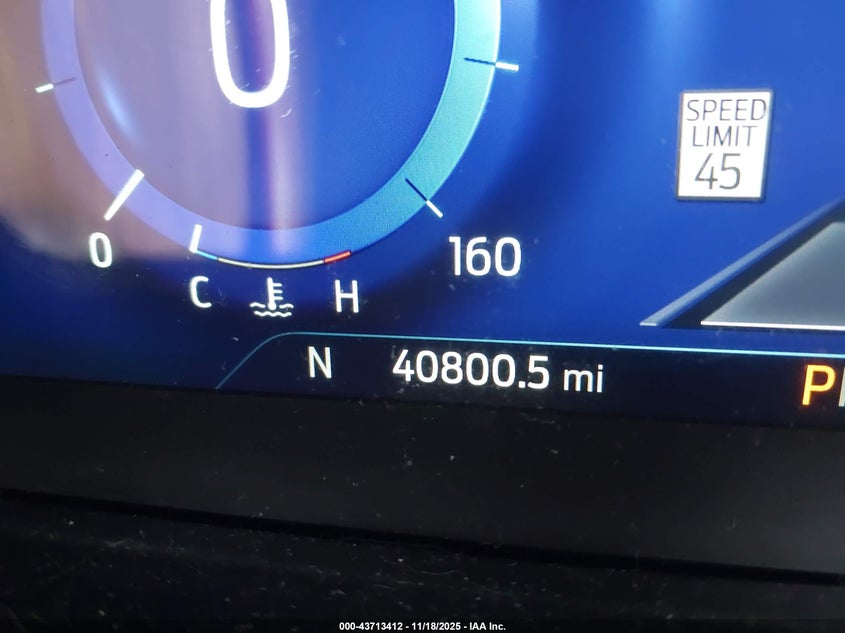 0
SPEED
LIMIT
45
0
160
C H
N 40800.5 mi P
000-43713412 - 11/18/2025 - IAA Inc.